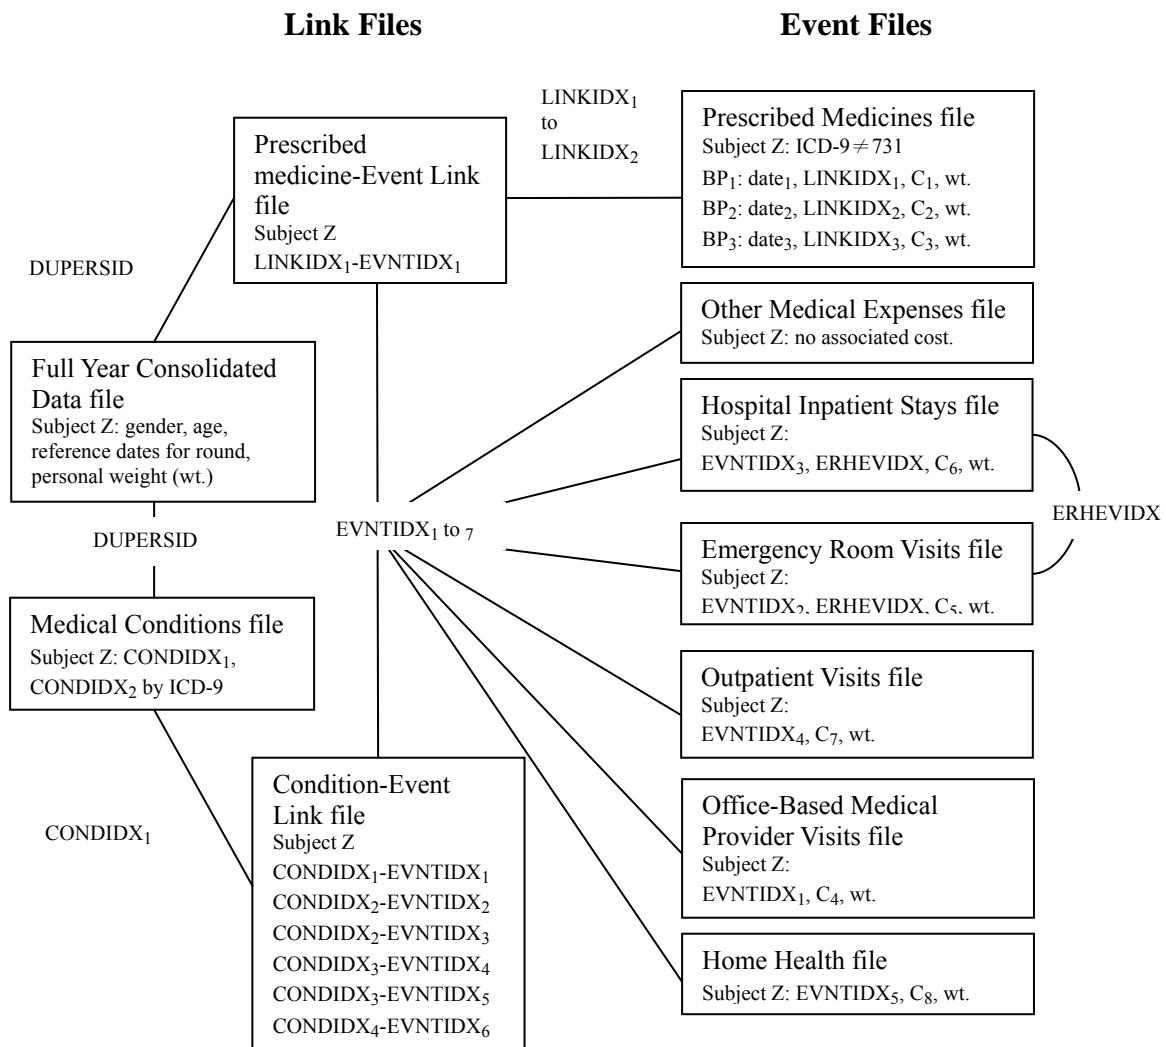 Link Files
Event Files
LINKIDX₁
to
LINKIDX₂
Prescribed
medicine-Event Link
file
Subject Z
LINKIDX₁-EVNTIDX₁
Prescribed Medicines file
Subject Z: ICD-9≠731
BP₁: date₁, LINKIDX₁, C₁, wt.
BP₂: date₂, LINKIDX₂, C₂, wt.
BP₃: date₃, LINKIDX₃, C₃, wt.
DUPERSID
Other Medical Expenses file
Subject Z: no associated cost.
Full Year Consolidated
Data file
Subject Z: gender, age,
reference dates for round,
personal weight (wt.)
Hospital Inpatient Stays file
Subject Z:
EVNTIDX₃, ERHEVIDX, C₆, wt.
ERHEVIDX
DUPERSID
EVNTIDX₁ to ₇
Emergency Room Visits file
Subject Z:
EVNTIDX₂, ERHEVIDX, C₅, wt.
Medical Conditions file
Subject Z: CONDIDX₁,
CONDIDX₂ by ICD-9
Outpatient Visits file
Subject Z:
EVNTIDX₄, C₇, wt.
CONDIDX₁
Condition-Event
Link file
Subject Z
CONDIDX₁-EVNTIDX₁
CONDIDX₂-EVNTIDX₂
CONDIDX₂-EVNTIDX₃
CONDIDX₃-EVNTIDX₄
CONDIDX₃-EVNTIDX₅
CONDIDX₄-EVNTIDX₆
Office-Based Medical
Provider Visits file
Subject Z:
EVNTIDX₁, C₄, wt.
Home Health file
Subject Z: EVNTIDX₅, C₈, wt.